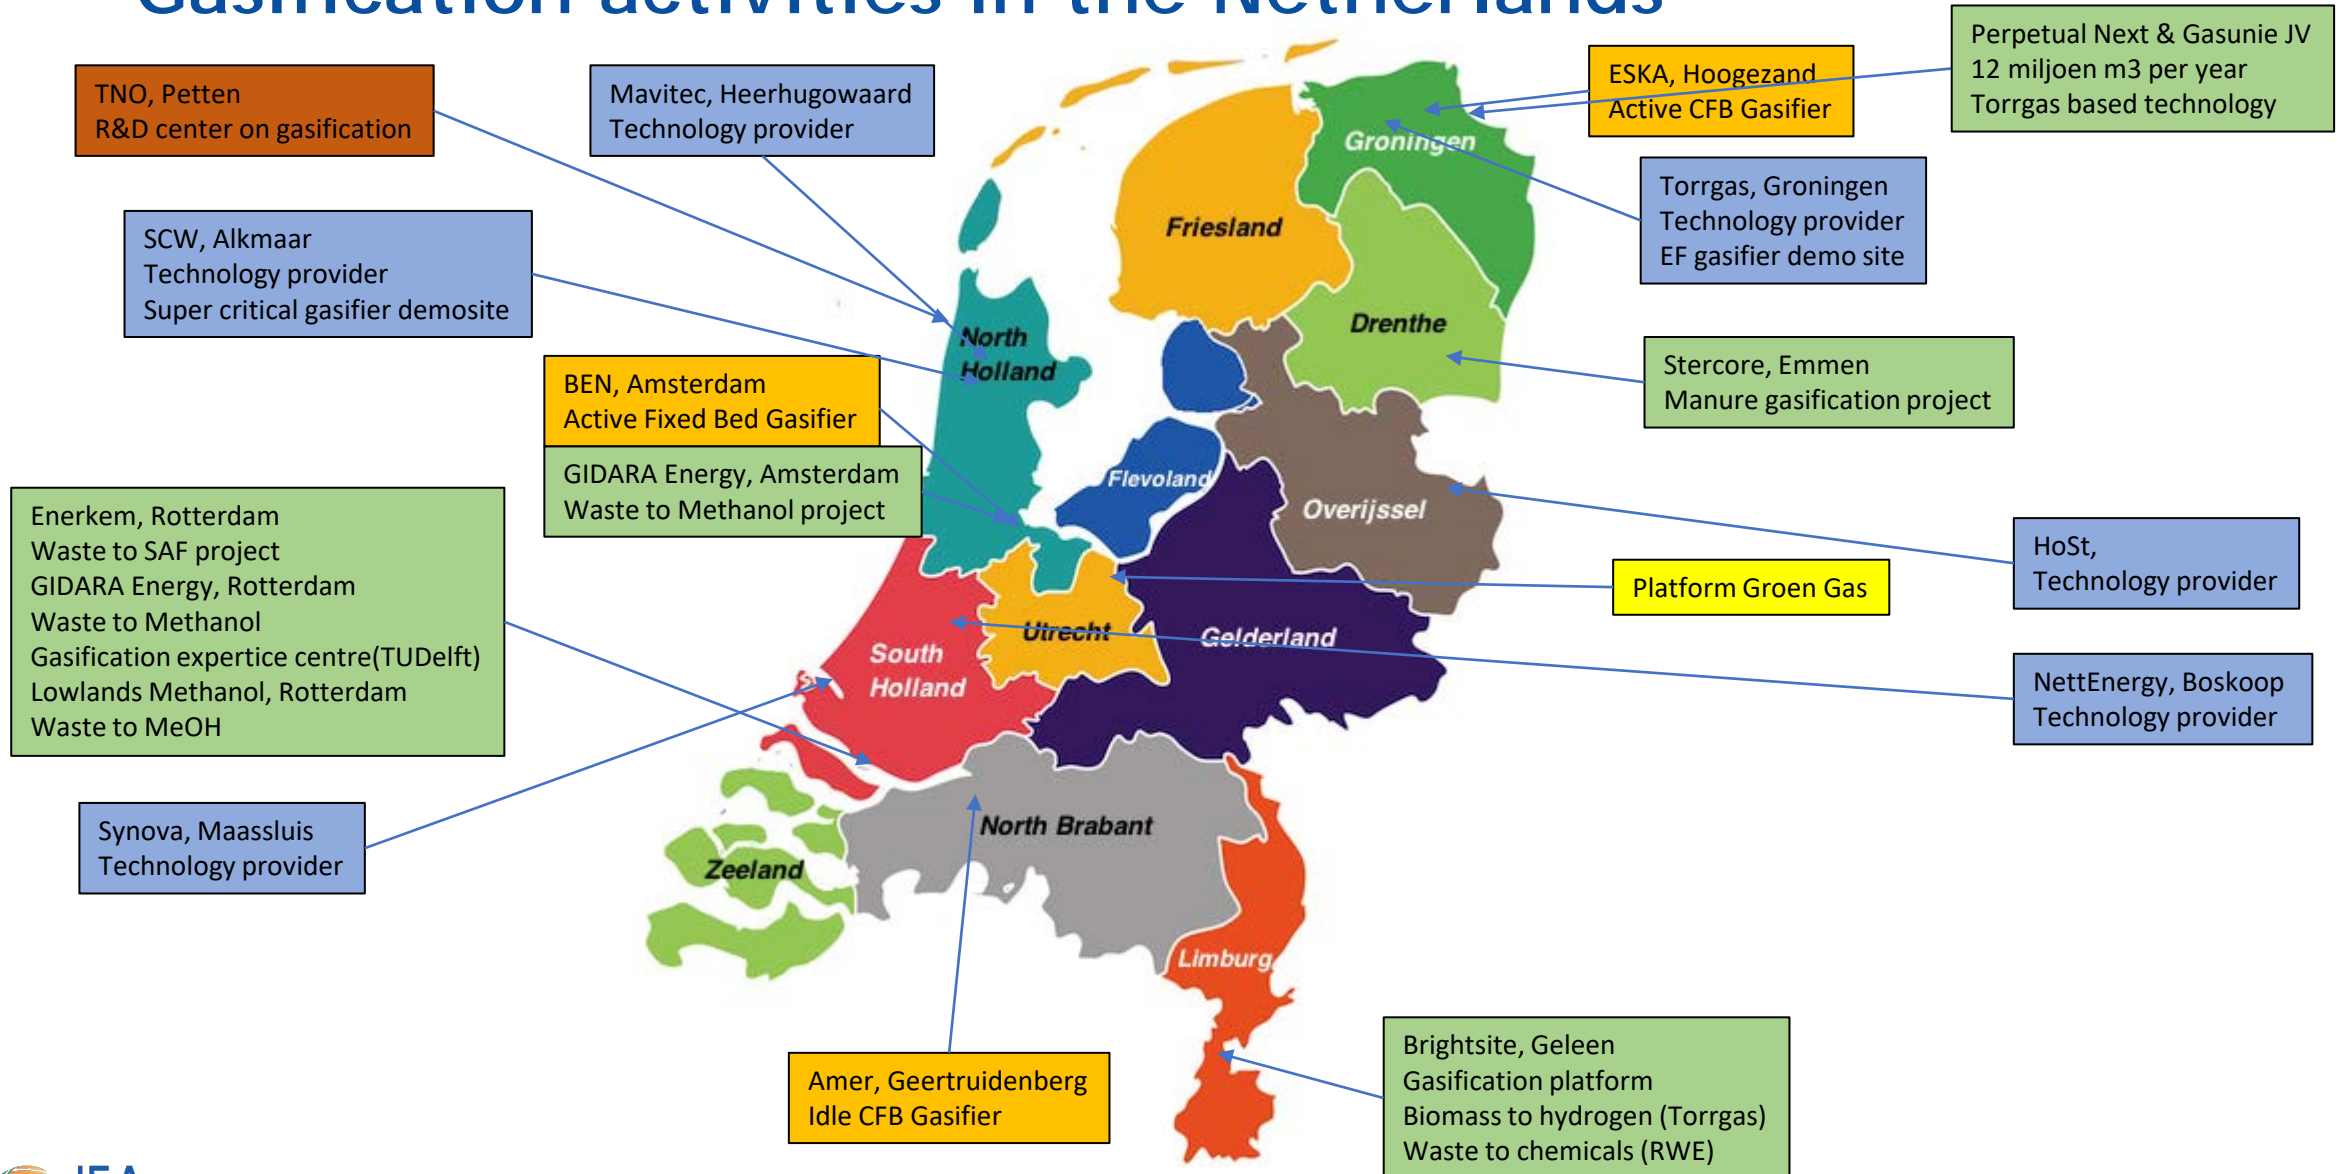 Gasification activities in the Netherlands
Perpetual Next & Gasunie JV
12 miljoen m3 per year
Torrgas based technology
TNO, Petten
R&D center on gasification
Mavitec, Heerhugowaard
Technology provider
ESKA, Hoogezand
Active CFB Gasifier
Groningen
Torrgas, Groningen
Technology provider
EF gasifier demo site
SCW, Alkmaar
Technology provider
Super critical gasifier demosite
Friesland
Drenthe
North
Holland
Stercore, Emmen
Manure gasification project
BEN, Amsterdam
Active Fixed Bed Gasifier
GIDARA Energy, Amsterdam
Waste to Methanol project
Flevoland
Overijssel
Enerkem, Rotterdam
Waste to SAF project
GIDARA Energy, Rotterdam
Waste to Methanol
Gasification expertice centre(TUDelft)
Lowlands Methanol, Rotterdam
Waste to MeOH
HoSt,
Technology provider
Platform Groen Gas
Utrecht
Gelderland
South
Holland
NettEnergy, Boskoop
Technology provider
Synova, Maassluis
Technology provider
North Brabant
Zeeland
Limburg
Amer, Geertruidenberg
Idle CFB Gasifier
Brightsite, Geleen
Gasification platform
Biomass to hydrogen (Torrgas)
Waste to chemicals (RWE)
IEA